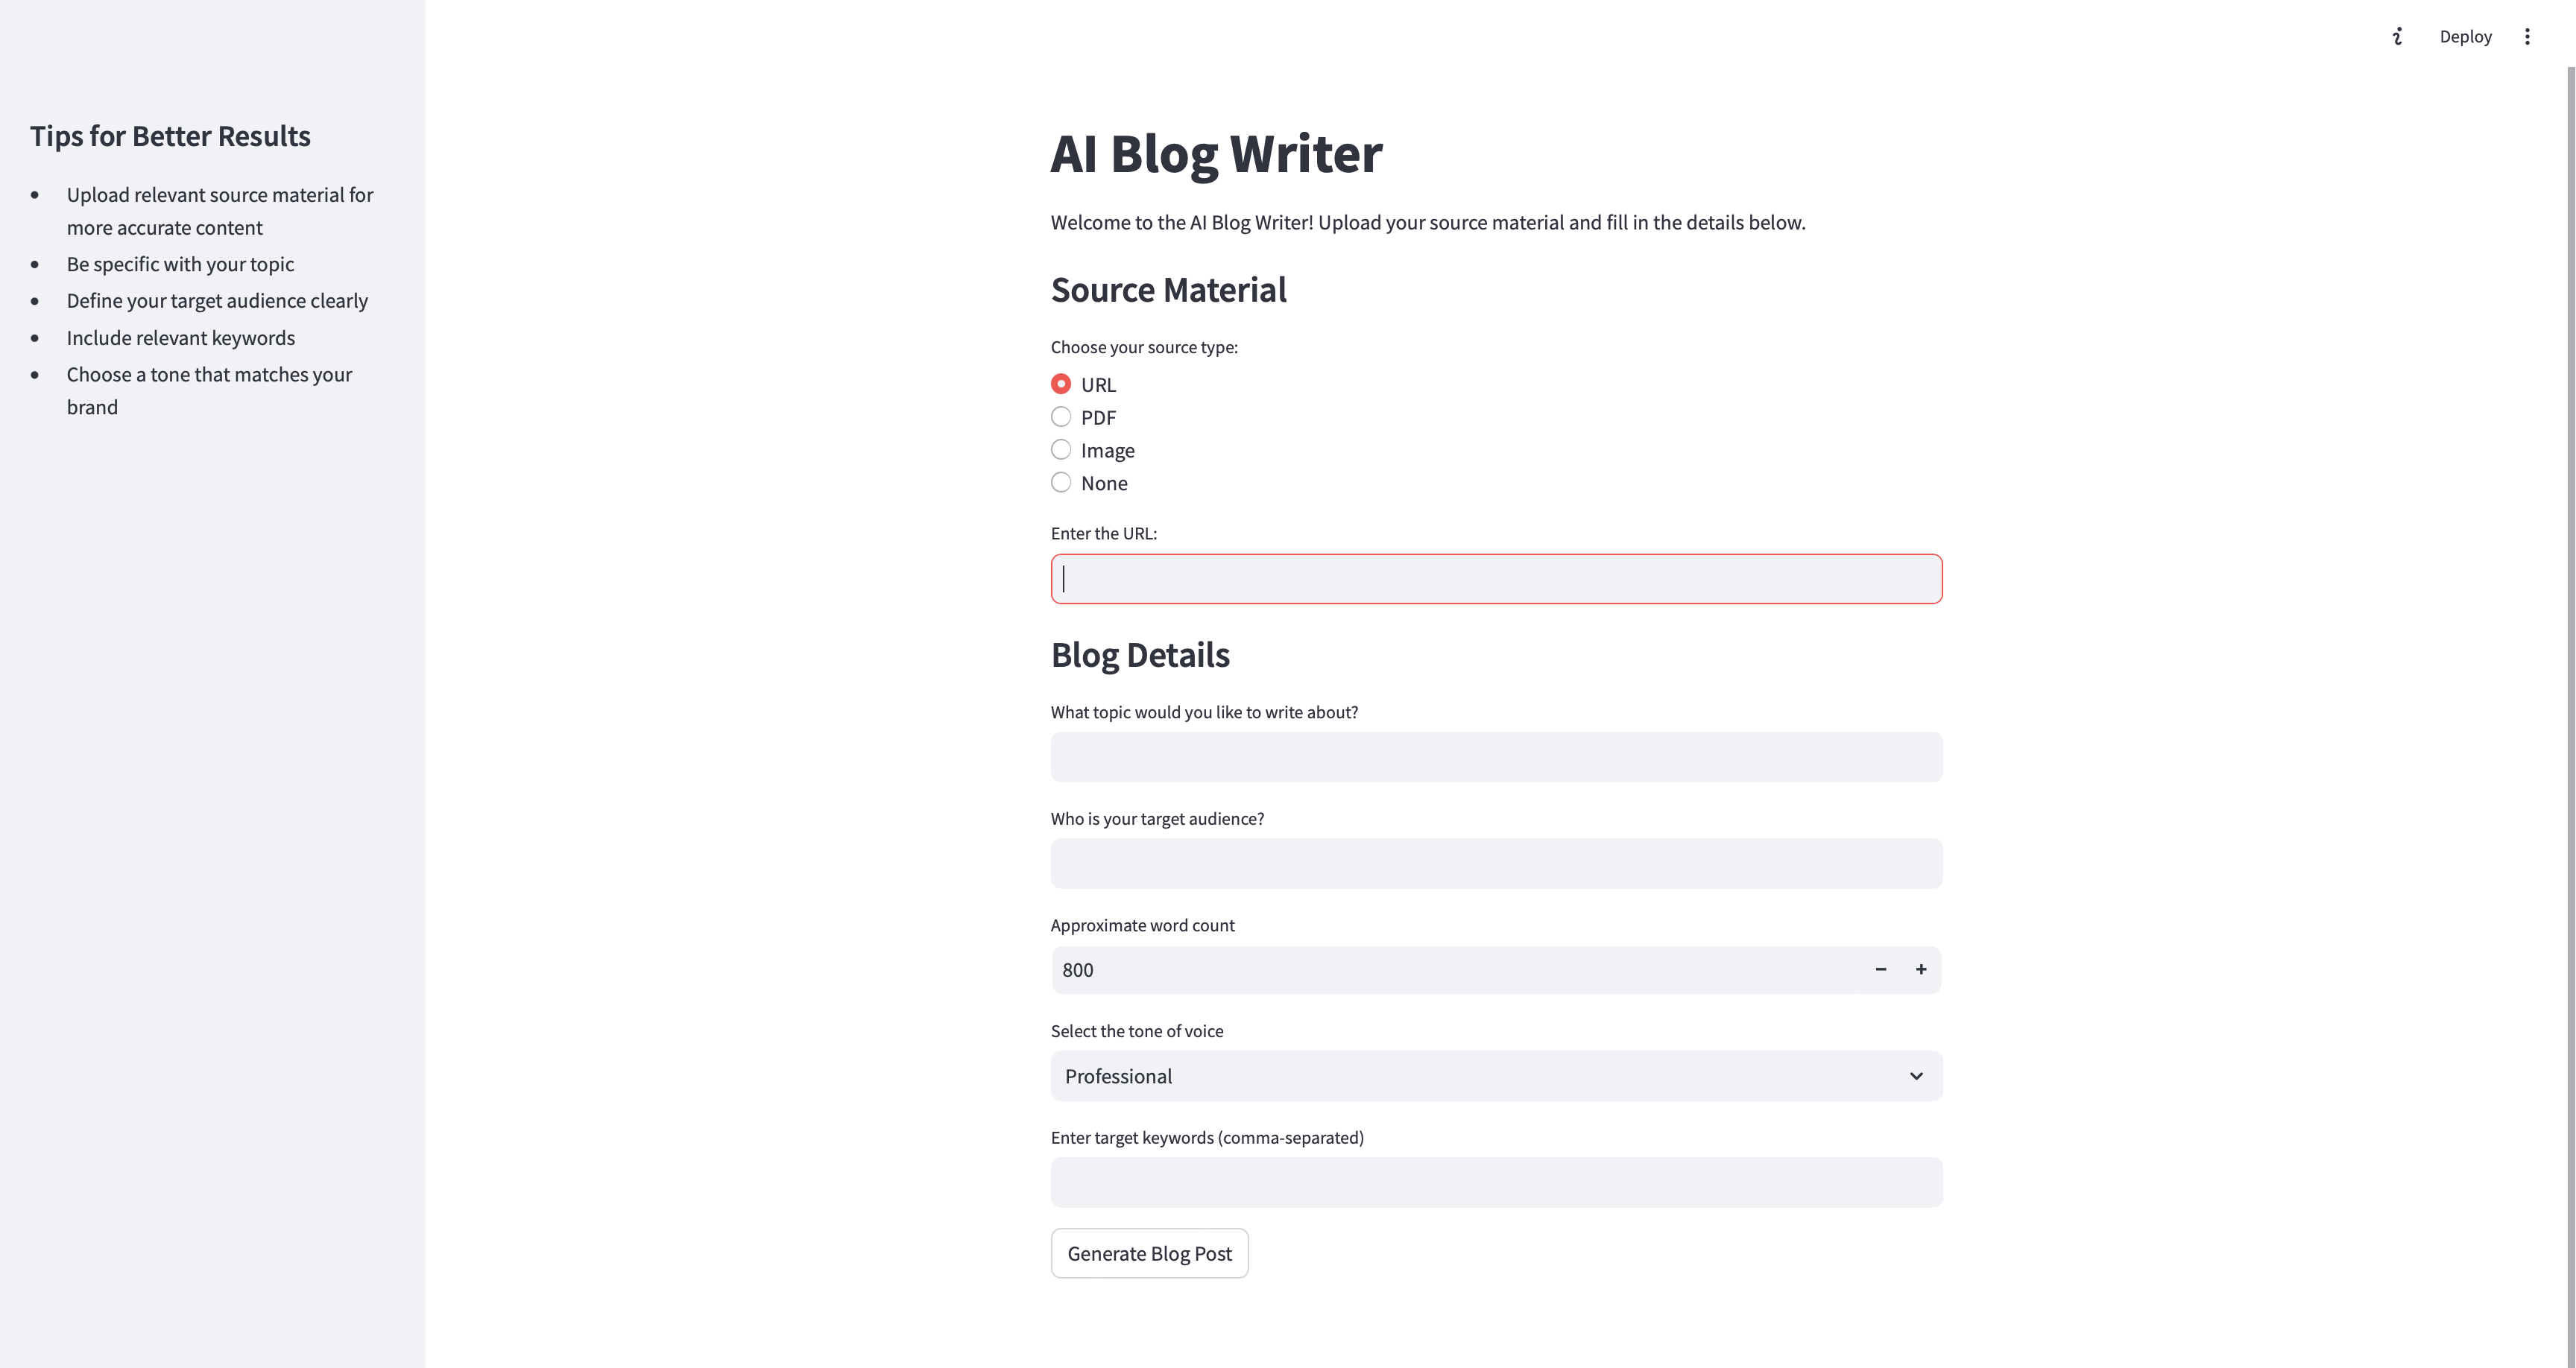 Deploy
Tips for Better Results
Upload relevant source material for
more accurate content
Be specific with your topic
Define your target audience clearly
Include relevant keywords
Choose a tone that matches your
brand
AI Blog Writer
Welcome to the AI Blog Writer! Upload your source material and fill in the details below.
Source Material
Choose your source type:
URL
PDF
Image
None
Enter the URL:
Blog Details
What topic would you like to write about?
Who is your target audience?
Approximate word count
800
Select the tone of voice
Professional
Enter target keywords (comma-separated)
Generate Blog Post